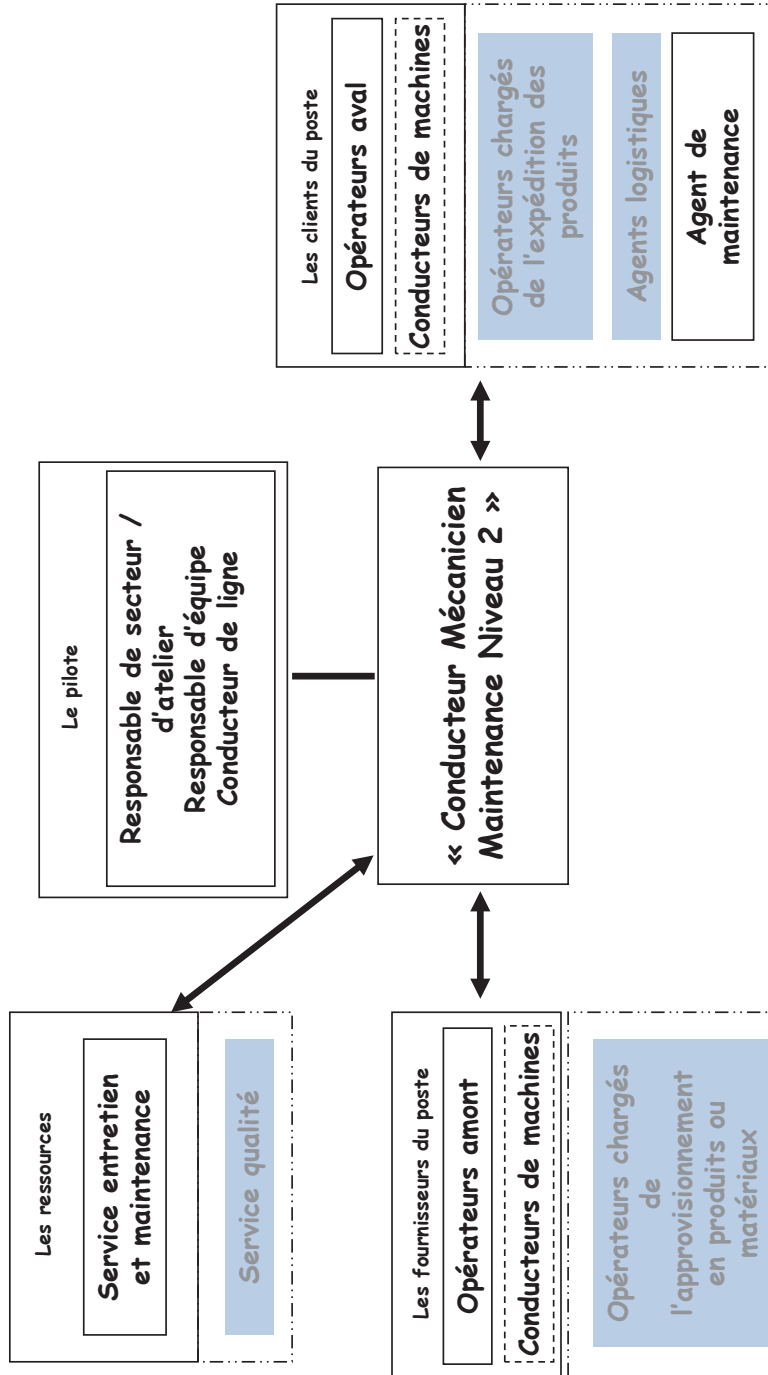 Les ressources
Service entretien
et maintenance
Service qualité
Le pilote
Responsable de secteur /
d'atelier
Responsable d'équipe
Conducteur de ligne
Les fournisseurs du poste
Opérateurs amont
Conducteurs de machines
Opérateurs chargés
de
l'approvisionnement
en produits ou
matériaux
« Conducteur Mécanicien
Maintenance Niveau 2 »
Les clients du poste
Opérateurs aval
Conducteurs de machines
Opérateurs chargés
de l'expédition des
produits
Agents logistiques
Agent de
maintenance